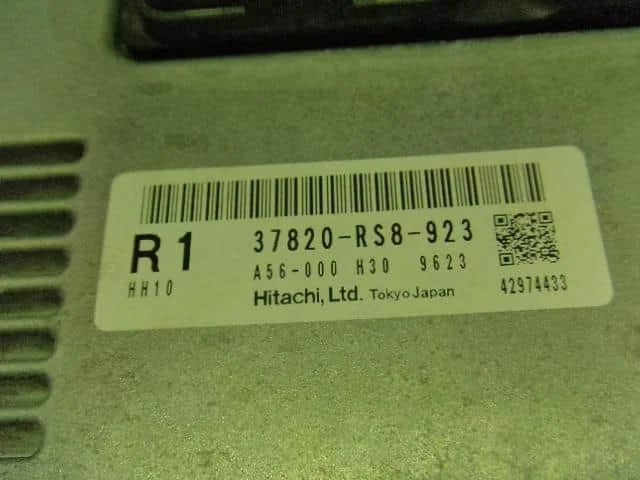 R1 37820-RS8-923
HH10 A56-000 H30 9623
Hitachi, Ltd. Tokyo Japan 42974433